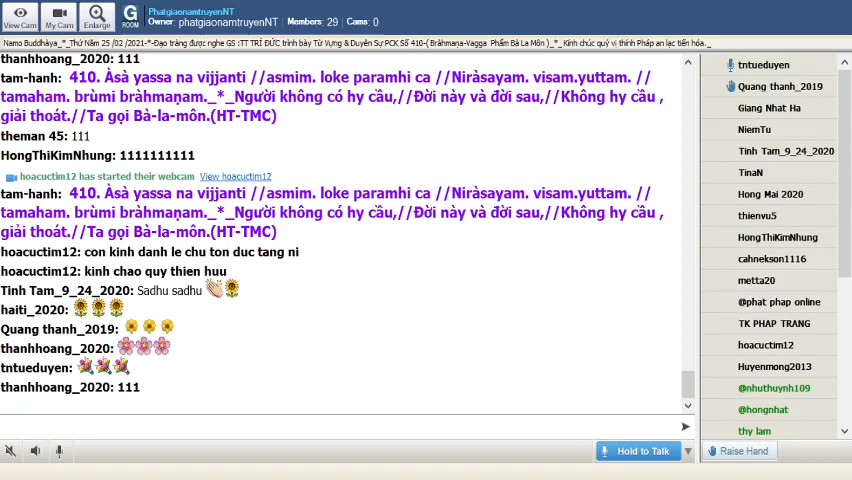 PhatgiaonamtruyenNT
Owner: phatgiaonamtruyenNT Members: 29 Cams: 0
View Cam
My Cam
Enlarge
G
ROOM
Namo Buddhàya_*_Thứ Năm 25 /02 /2021-*-Đạo tràng được nghe GS :TT TRÍ ĐỨC trình bày Từ Vựng & Duyên Sự PCK Số 410-( Bràhmaṇa-Vagga Phẩm Bà La Môn )_*_ Kính chúc quý vị thính Pháp an lạc tiến hóa._
thanhhoang_2020: 111
tam-hanh: 410. Àsà yassa na vijjanti //asmim. loke paramhi ca //Niràsayam. visam.yuttam. //
tamaham. brùmi bràhmaṇam._*_Người không có hy cầu,//Đời này và đời sau,//Không hy cầu ,
giải thoát.//Ta gọi Bà-la-môn.(HT-TMC)
theman 45: 111
HongThiKimNhung: 1111111111
hoacuctim12 has started their webcam View hoacuctim12
tam-hanh: 410. Àsà yassa na vijjanti //asmim. loke paramhi ca //Niràsayam. visam.yuttam. //
tamaham. brùmi bràhmaṇam._*_Người không có hy cầu,//Đời này và đời sau,//Không hy cầu ,
giải thoát.//Ta gọi Bà-la-môn.(HT-TMC)
hoacuctim12: con kinh danh le chu ton duc tang ni
hoacuctim12: kinh chao quy thien huu
Tinh Tam_9_24_2020: Sadhu sadhu
haiti_2020:
Quang thanh_2019:
thanhhoang_2020:
tntueduyen:
thanhhoang_2020: 111
Hold to Talk
tntueduyen
Quang thanh_2019
Giang Nhat Ha
NiemTu
Tinh Tam_9_24_2020
TinaN
Hong Mai 2020
thienvu5
HongThiKimNhung
cahnekson1116
metta20
@phat phap online
TK PHAP TRANG
hoacuctim12
Huyenmong2013
@nhuthuynh109
@hongnhat
thy lam
Raise Hand